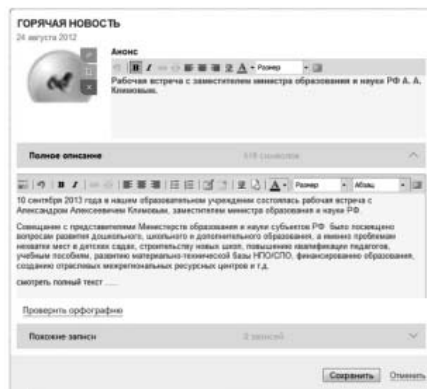 ГОРЯЧАЯ НОВОСТЬ
24 августа 2012
Анонс
Размер
Рабочая встреча с заместителем министра образования и науки РФ А. А.
Климовым.
Полное описание
символов
Размер
Абзац
10 сентября 2013 года в нашем образовательном учреждении состоялась рабочая встреча с
Александром Алексеевичем Климовым, заместителем министра образования и науки РФ.
Совещание с представителями Министерств образования и науки субъектов РФ было посвящено
вопросам развития дошкольного, школьного и дополнительного образования, а именно проблемам
нехватки мест в детских садах, строительству новых школ, повышению квалификации педагогов,
учебным пособиям, развитию материально-технической базы НПО/СПО, финансированию образования,
созданию отраслевых межрегиональных ресурсных центров и т.д.
смотреть полный текст ......
Проверить орфографию
Похожие записи
2 записей
Сохранить
Отменить